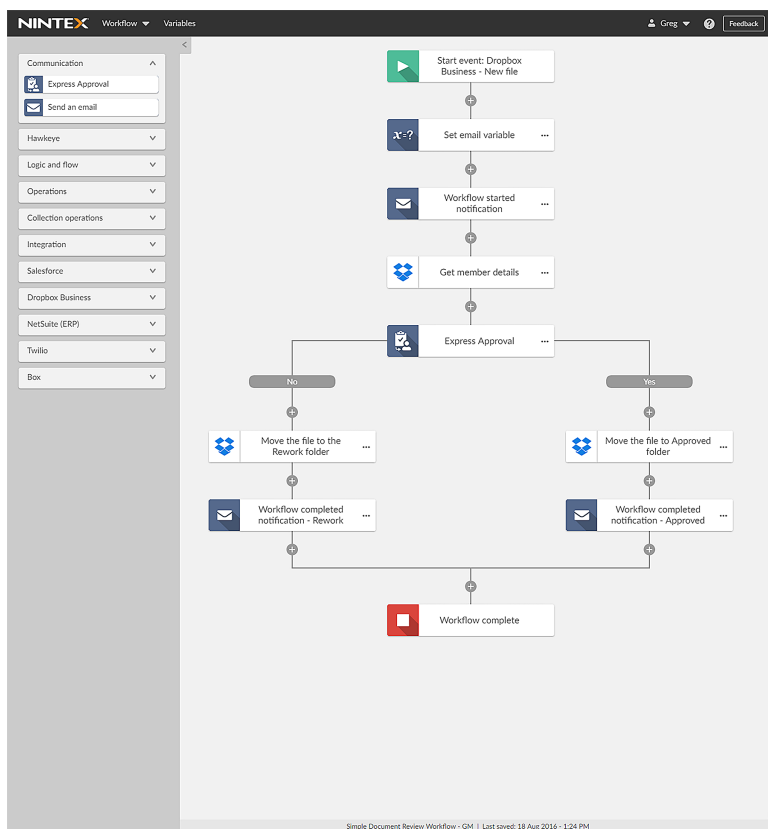 NINTEX Workflow Variables Greg ? Feedback
<
Communication
Express Approval
Send an email
Hawkeye
Logic and flow
Operations
Collection operations
Integration
Salesforce
Dropbox Business
NetSuite (ERP)
Twilio
Box
Start event: Dropbox
Business - New file
x=? Set email variable
Workflow started
notification
Get member details
Express Approval
No
Yes
Move the file to the
Rework folder
Move the file to Approved
folder
Workflow completed
notification - Rework
Workflow completed
notification - Approved
Workflow complete
Simple Document Review Workflow - GM | Last saved: 18 Aug 2016 - 1:24 PM